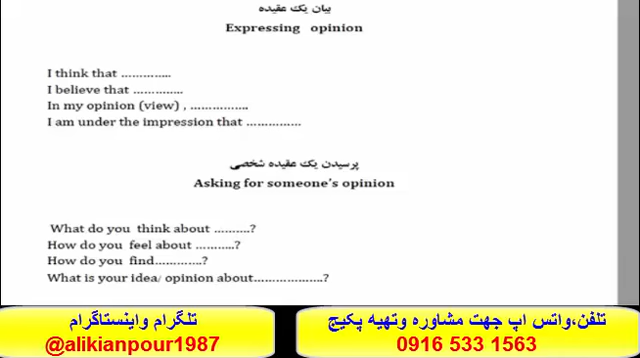 بیان یک عقیده
Expressing opinion
I think that .............
I believe that .............
In my opinion (view) , ...............
I am under the impression that ..............
پرسیدن یک عقیده شخصی
Asking for someone's opinion
What do you think about .........?
How do you feel about ..........?
How do you find............?
What is your idea/ opinion about..................?
تلگرام واینستاگرام
@alikianpour1987
تلفن،واتس اپ جهت مشاوره وتهیه پکیج
0916 533 1563